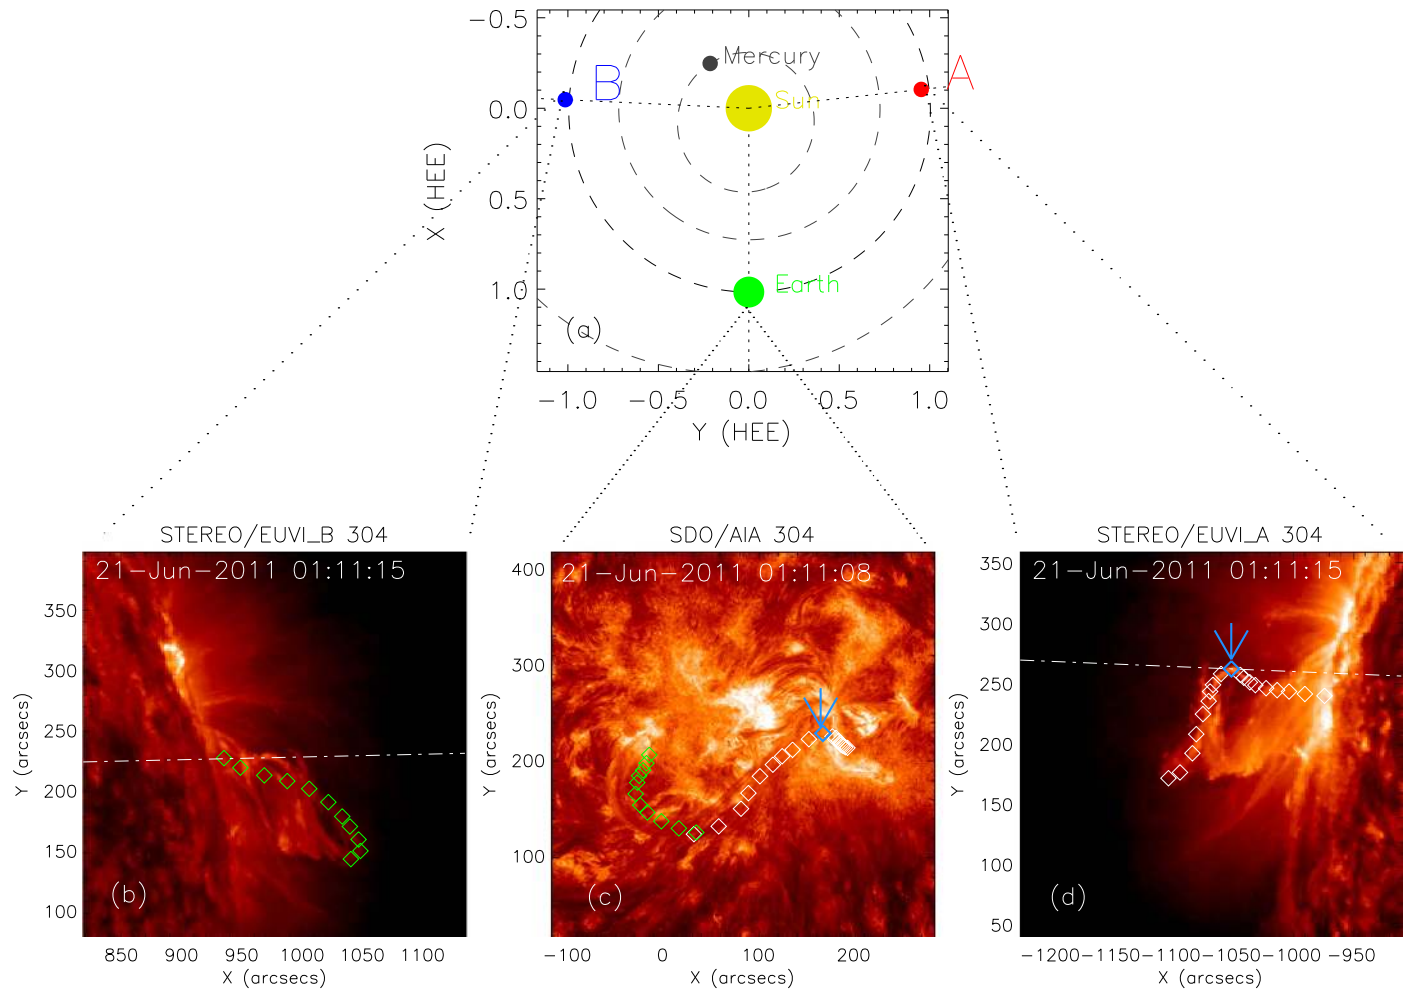 −0.5
0.0
0.5
1.0
X (HEE)
Mercury
B
A
Sun
Earth
(a)
−1.0 −0.5 0.0 0.5 1.0
Y (HEE)
STEREO/EUVI_B 304
21−Jun−2011 01:11:15
350
300
250
200
150
100
Y (arcsecs)
(b)
850 900 950 1000 1050 1100
X (arcsecs)
SDO/AIA 304
21−Jun−2011 01:11:08
400
300
200
100
Y (arcsecs)
(c)
−100 0 100 200
X (arcsecs)
STEREO/EUVI_A 304
21−Jun−2011 01:11:15
350
300
250
200
150
100
50
Y (arcsecs)
(d)
−1200−1150−1100−1050−1000−950
X (arcsecs)